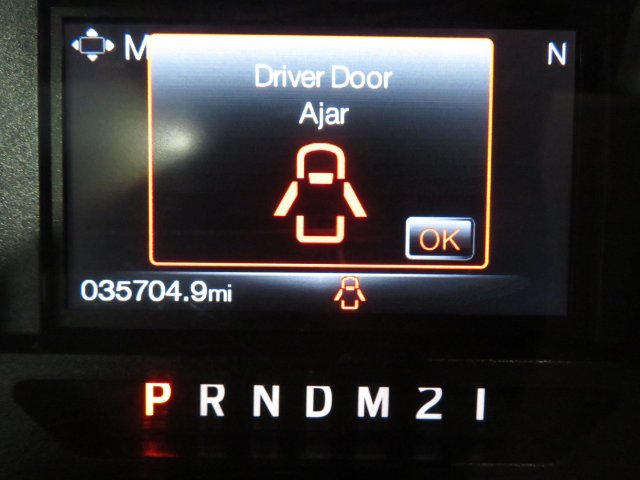 M
N
Driver Door
Ajar
OK
035704.9mi
P R N D M 2 1